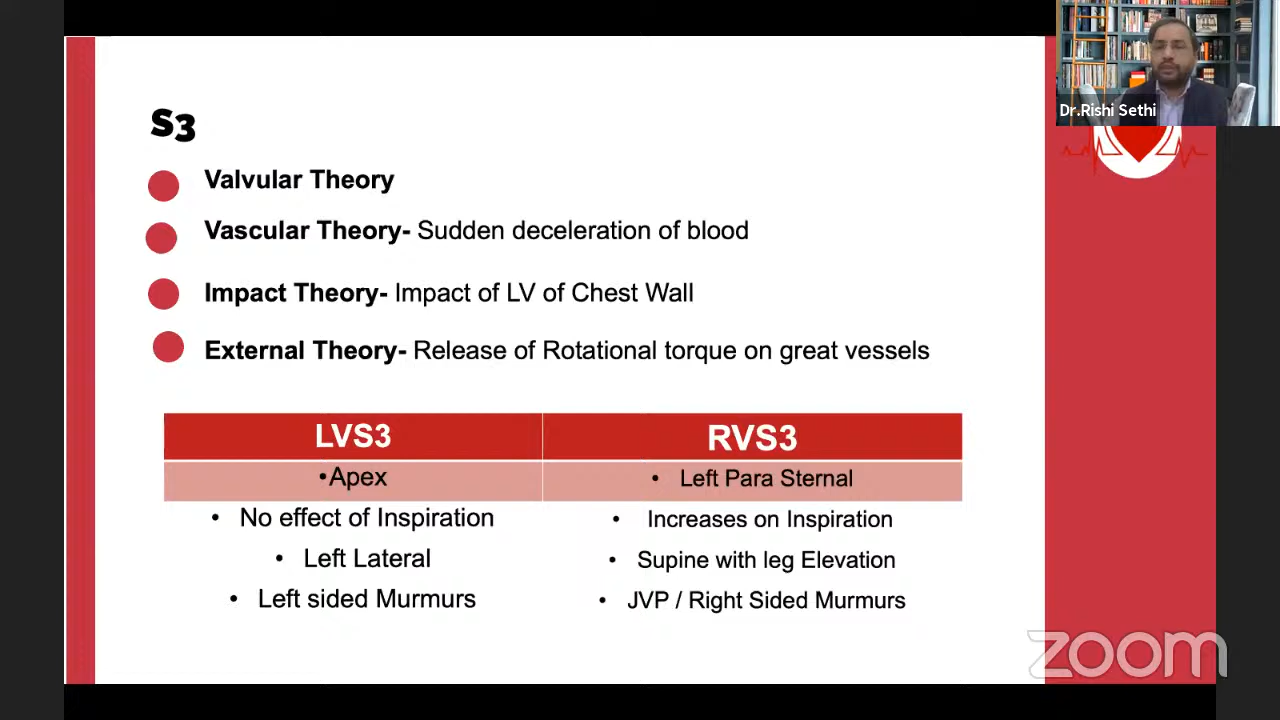 Dr.Rishi Sethi
S3
Valvular Theory
Vascular Theory- Sudden deceleration of blood
Impact Theory- Impact of LV of Chest Wall
External Theory- Release of Rotational torque on great vessels
LVS3 RVS3
•Apex • Left Para Sternal
• No effect of Inspiration • Increases on Inspiration
• Left Lateral • Supine with leg Elevation
• Left sided Murmurs • JVP / Right Sided Murmurs
zoom